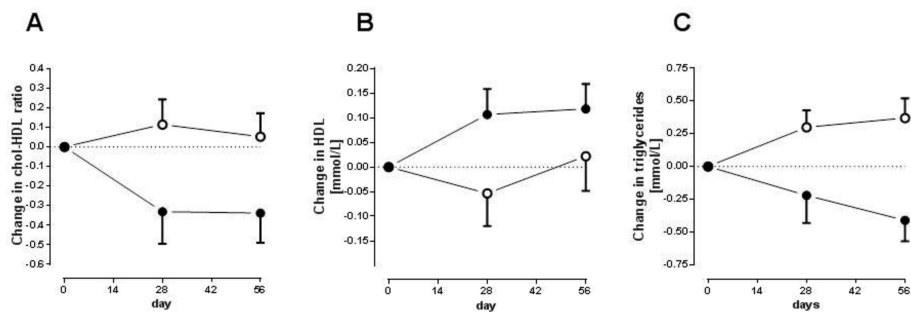 A
Change in chol-HDL ratio
0.4
0.3
0.2
0.1
0.0
-0.1
-0.2
-0.3
-0.4
-0.5
-0.6
0 14 28 42 56
day
B
Change in HDL
[mmol/L]
0.20
0.15
0.10
0.05
0.00
-0.05
-0.10
-0.15
0 14 28 42 56
day
C
Change in triglycerides
[mmol/L]
0.75
0.50
0.25
0.00
-0.25
-0.50
-0.75
0 14 28 42 56
days